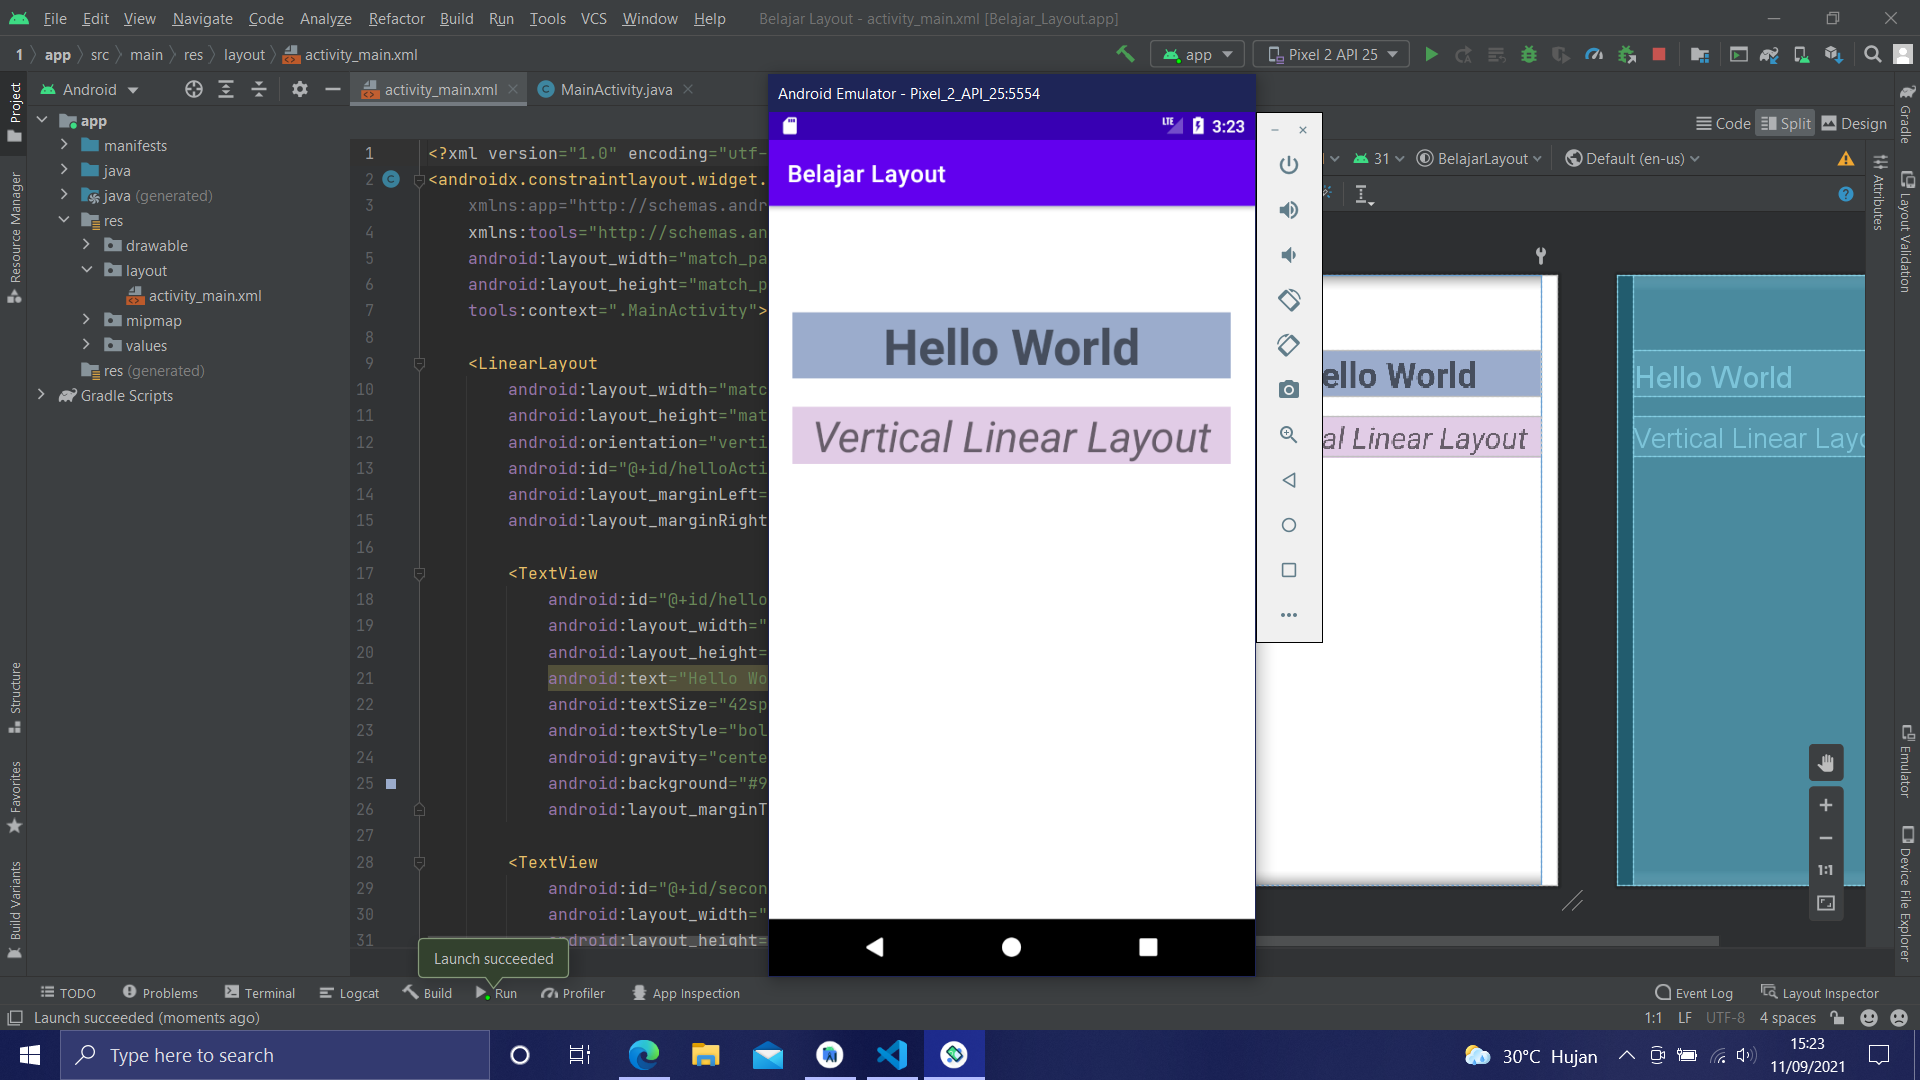 File Edit View Navigate Code Analyze Refactor Build Run Tools VCS Window Help Belajar Layout - activity_main.xml [Belajar_Layout.app]
1 app src main res layout activity_main.xml app Pixel 2 API 25
Android activity_main.xml MainActivity.java
Android Emulator - Pixel_2_API_25:5554
LTE 3:23
Belajar Layout
Hello World
Vertical Linear Layout
Code Split Design
31 BelajarLayout Default (en-us)
ello World
al Linear Layout
Hello World
Vertical Linear Layo
1:1
Project
Resource Manager
Structure
Favorites
Build Variants
app
manifests
java
java (generated)
res
drawable
layout
activity_main.xml
mipmap
values
res (generated)
Gradle Scripts
1 <?xml version="1.0" encoding="utf-
2 <androidx.constraintlayout.widget.
3 xmlns:app="http://schemas.andr
4 xmlns:tools="http://schemas.an
5 android:layout_width="match_pa
6 android:layout_height="match_p
7 tools:context=".MainActivity">
8
9 <LinearLayout
10 android:layout_width="matc
11 android:layout_height="mat
12 android:orientation="verti
13 android:id="@+id/helloActi
14 android:layout_marginLeft=
15 android:layout_marginRight
16
17 <TextView
18 android:id="@+id/hello
19 android:layout_width="
20 android:layout_height=
21 android:text="Hello Wo
22 android:textSize="42sp
23 android:textStyle="bol
24 android:gravity="cente
25 android:background="#9
26 android:layout_marginT
27
28 <TextView
29 android:id="@+id/secon
30 android:layout_width="
31 android:layout_height=
Gradle
Layout Validation
Attributes
Emulator
Device File Explorer
Launch succeeded
TODO Problems Terminal Logcat Build Run Profiler App Inspection Event Log Layout Inspector
Launch succeeded (moments ago) 1:1 LF UTF-8 4 spaces
Type here to search 30°C Hujan 15:23
11/09/2021